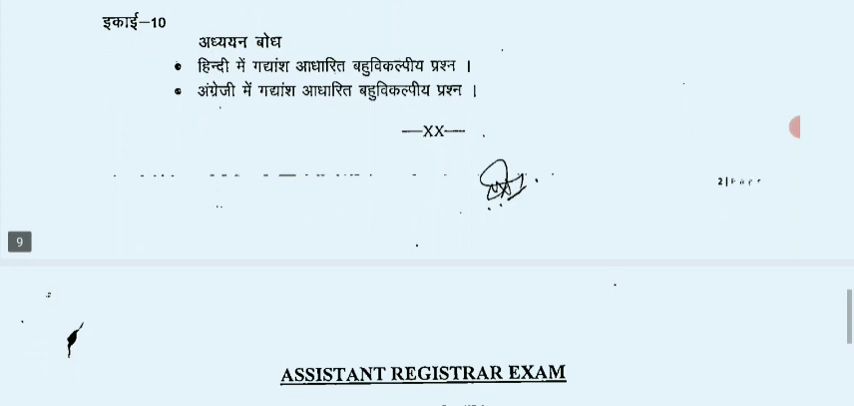 इकाई–10
अध्ययन बोध
• हिन्दी में गद्यांश आधारित बहुविकल्पीय प्रश्न ।
• अंग्रेजी में गद्यांश आधारित बहुविकल्पीय प्रश्न ।
—XX—
2|
9
ASSISTANT REGISTRAR EXAM